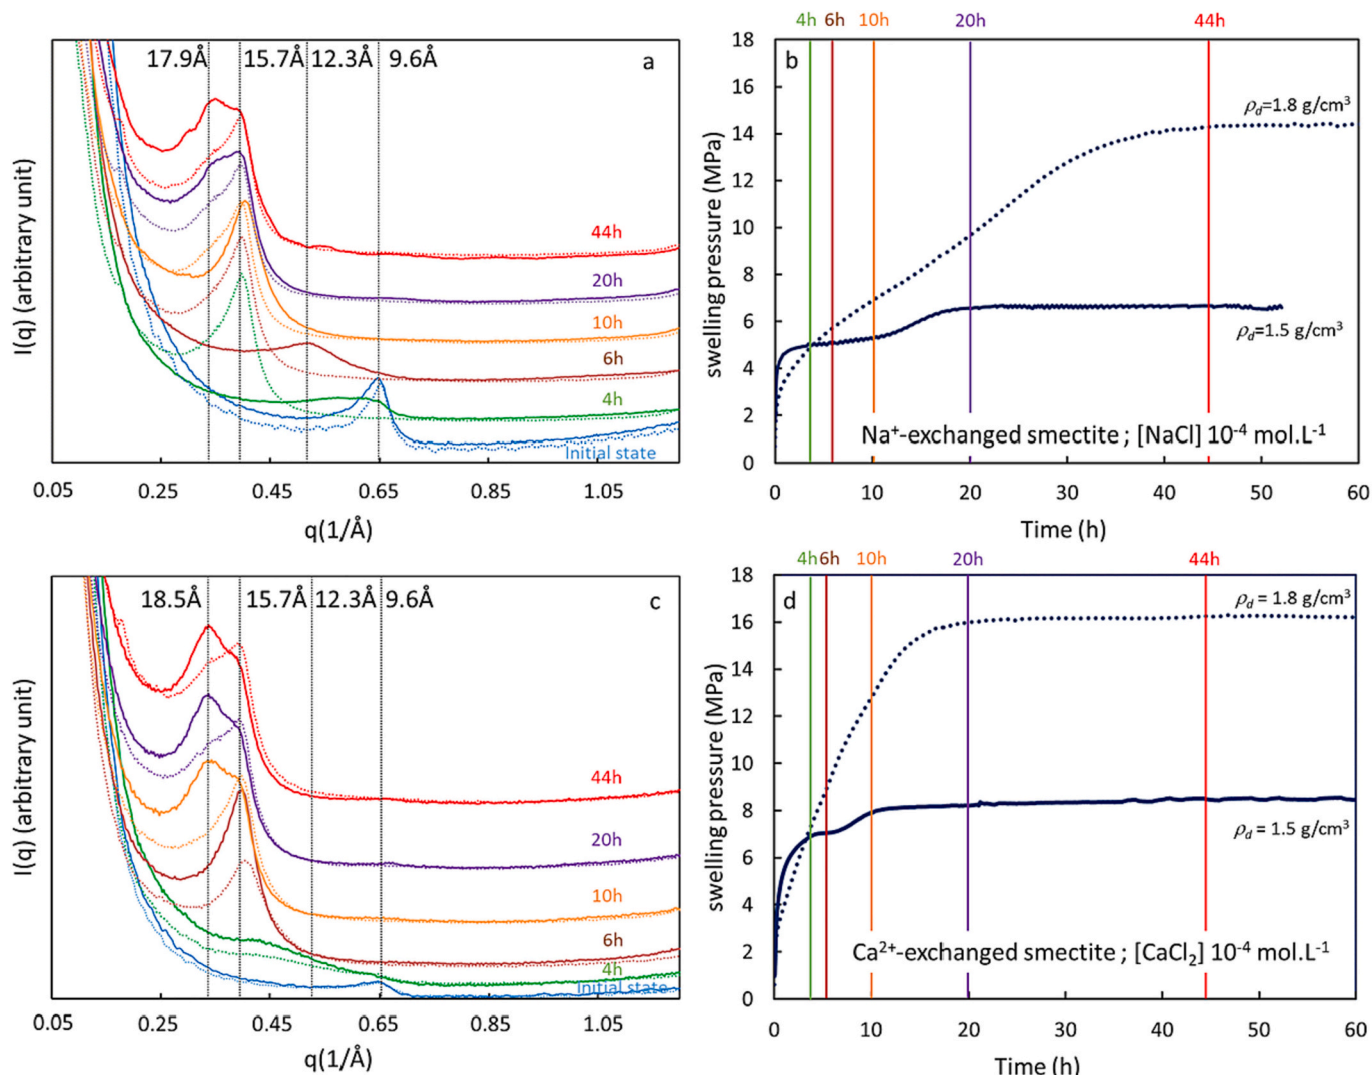 17.9Å 15.7Å 12.3Å 9.6Å a
I(q) (arbitrary unit)
44h
20h
10h
6h
4h
Initial state
0.05 0.25 0.45 0.65 0.85 1.05
q(1/Å)
4h 6h 10h 20h 44h
b
18
16
14
12
10
8
6
4
2
0
swelling pressure (MPa)
ρd=1.8 g/cm³
ρd=1.5 g/cm³
Na⁺-exchanged smectite ; [NaCl] 10⁻⁴ mol.L⁻¹
0 10 20 30 40 50 60
Time (h)
18.5Å 15.7Å 12.3Å 9.6Å c
I(q) (arbitrary unit)
44h
20h
10h
6h
4h
Initial state
0.05 0.25 0.45 0.65 0.85 1.05
q(1/Å)
4h 6h 10h 20h 44h
d
18
16
14
12
10
8
6
4
2
0
swelling pressure (MPa)
ρd = 1.8 g/cm³
ρd = 1.5 g/cm³
Ca²⁺-exchanged smectite ; [CaCl₂] 10⁻⁴ mol.L⁻¹
0 10 20 30 40 50 60
Time (h)